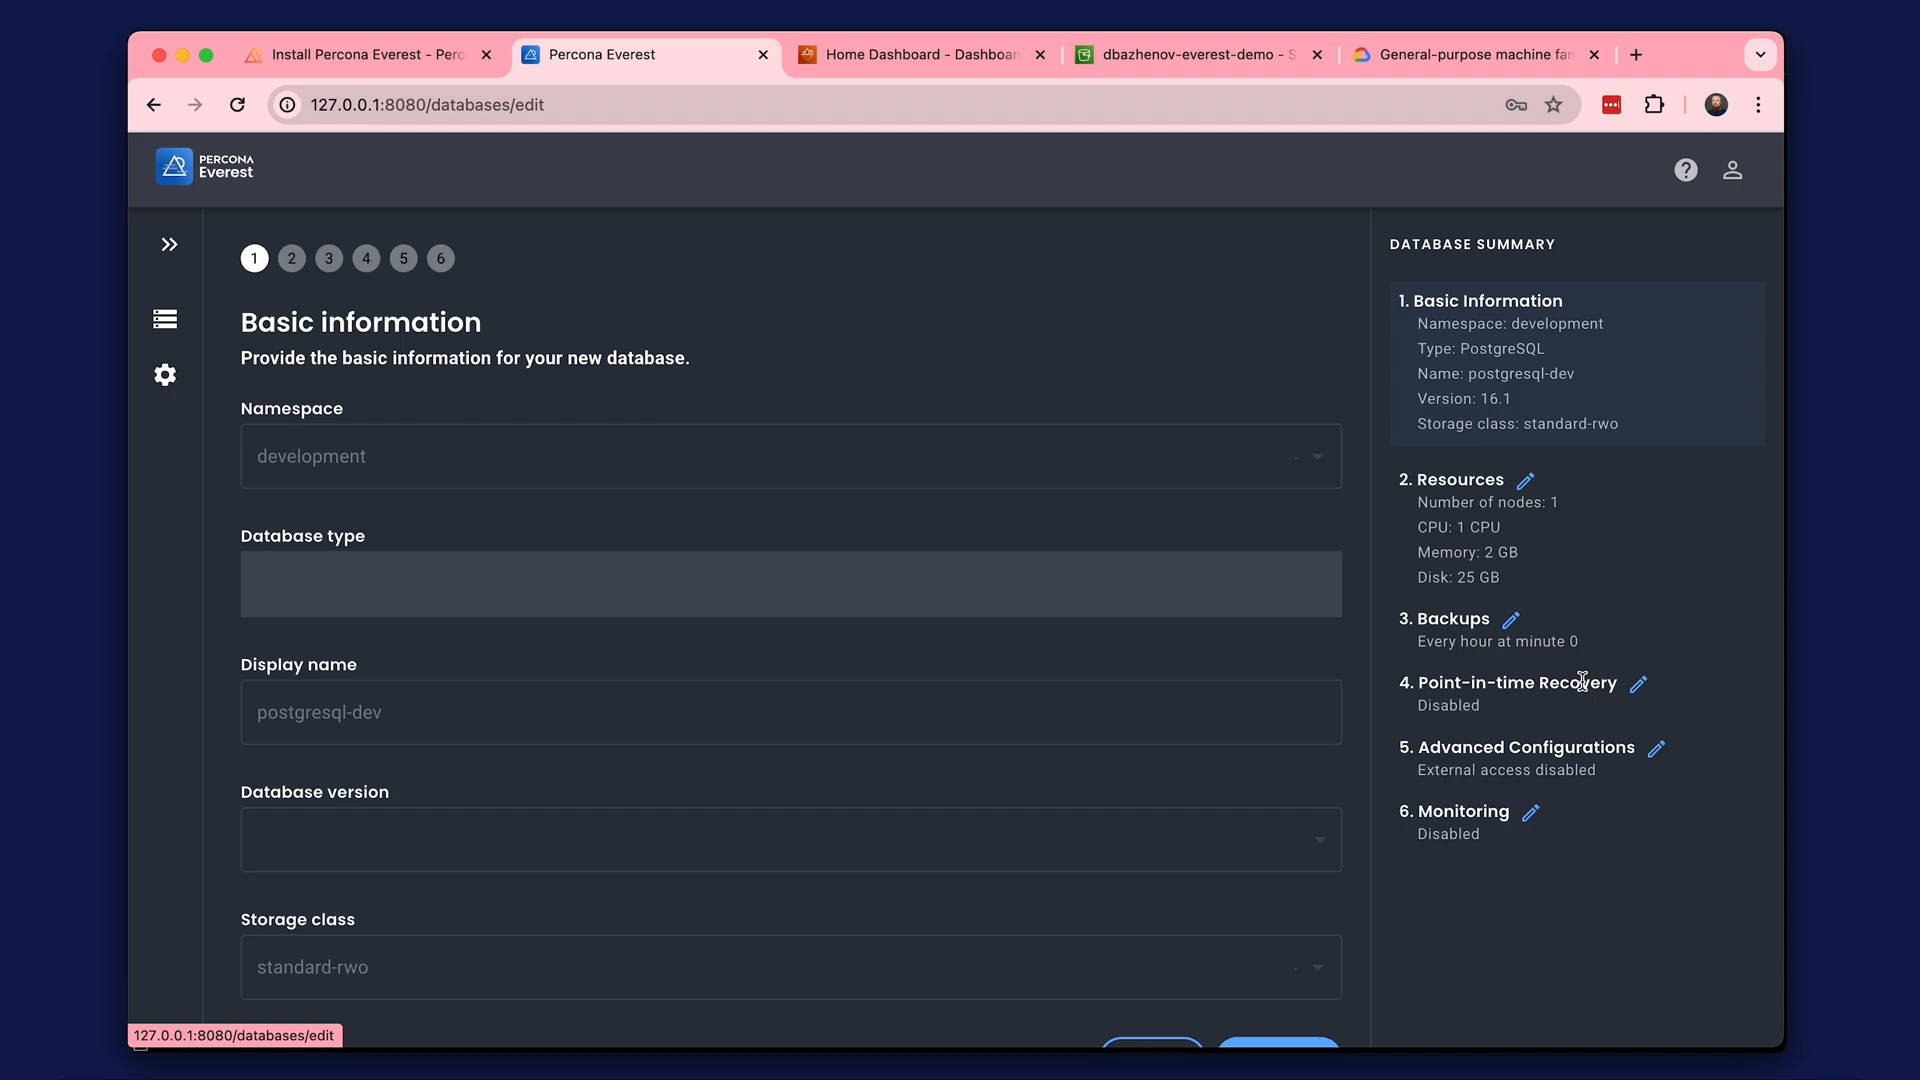 Install Percona Everest - Perc
Percona Everest
Home Dashboard - Dashboar
dbazhenov-everest-demo - S
General-purpose machine fam
127.0.0.1:8080/databases/edit
PERCONA
Everest
1 2 3 4 5 6
Basic information
Provide the basic information for your new database.
Namespace
development
Database type
Display name
postgresql-dev
Database version
Storage class
standard-rwo
DATABASE SUMMARY
1. Basic Information
Namespace: development
Type: PostgreSQL
Name: postgresql-dev
Version: 16.1
Storage class: standard-rwo
2. Resources
Number of nodes: 1
CPU: 1 CPU
Memory: 2 GB
Disk: 25 GB
3. Backups
Every hour at minute 0
4. Point-in-time Recovery
Disabled
5. Advanced Configurations
External access disabled
6. Monitoring
Disabled
127.0.0.1:8080/databases/edit